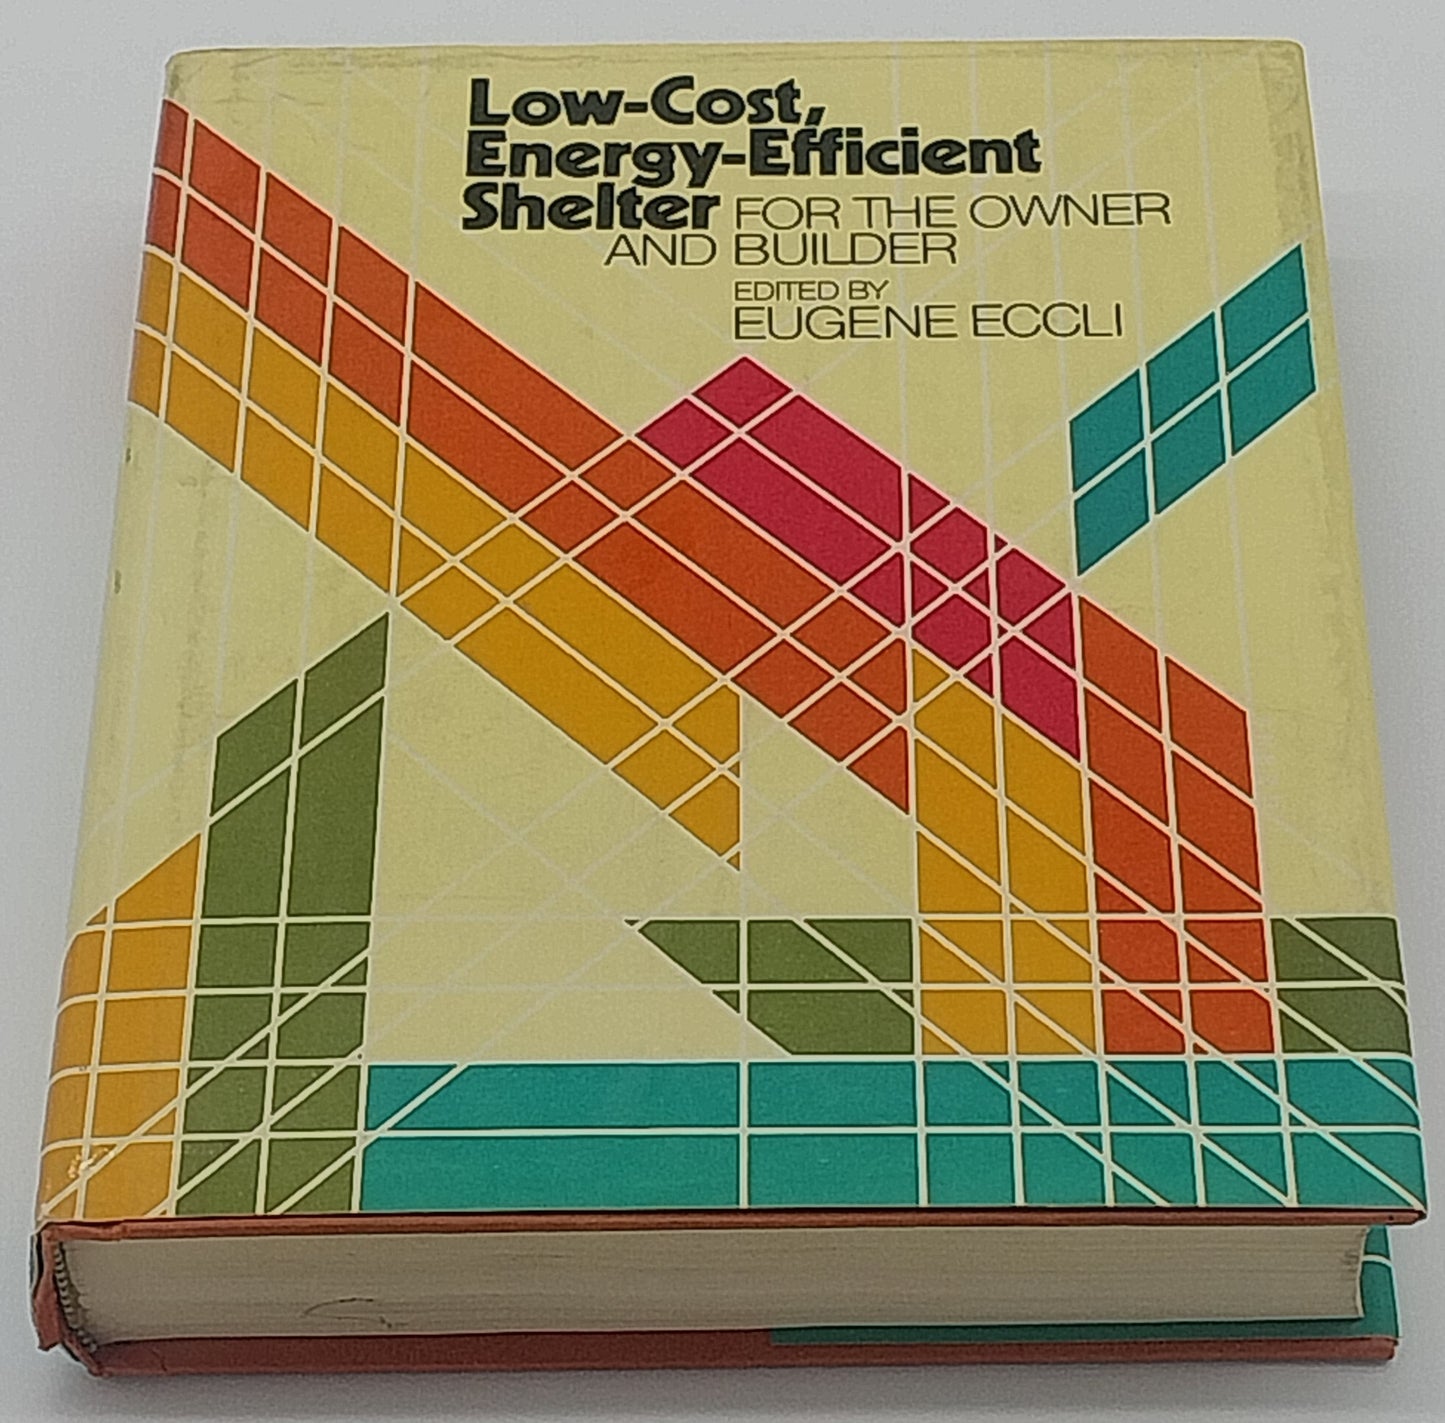 Low-Cost,
Energy-Efficient
Shelter FOR THE OWNER
AND BUILDER
EDITED BY
EUGENE ECCLI